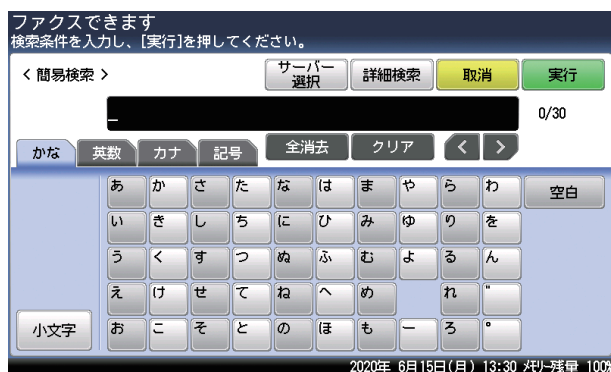 ファクスできます
検索条件を入力し、[実行]を押してください。
< 簡易検索 >
サーバー
選択
詳細検索
取消
実行
0/30
かな 英数 カナ 記号 全消去 クリア < >
あ か さ た な は ま や ら わ 空白
い き し ち に ひ み ゆ り を
う く す つ ぬ ふ む よ る ん
え け せ て ね へ め れ ゛
小文字 お こ そ と の ほ も ー ろ ゜
2020年 6月15日(月) 13:30 メモリー残量 100%